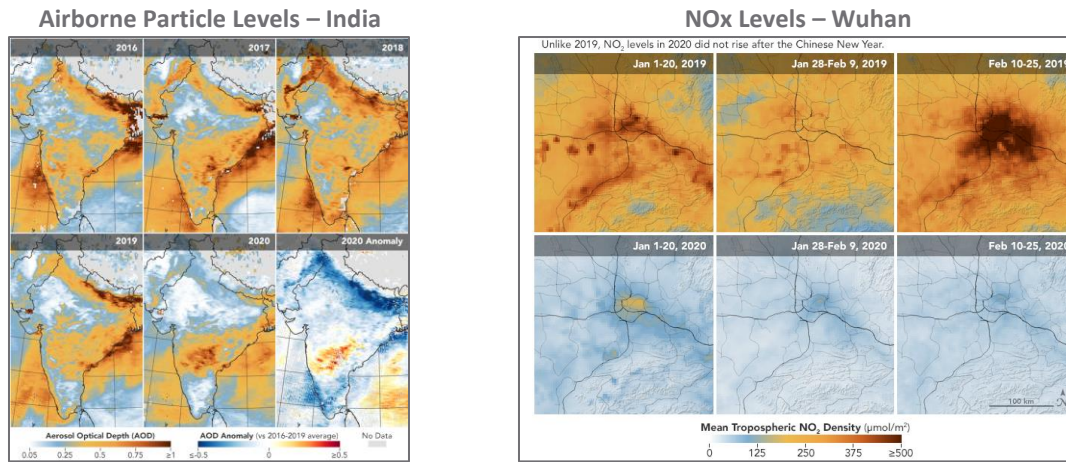 Airborne Particle Levels – India
2016
2017
2018
2019
2020
2020 Anomaly
Aerosol Optical Depth (AOD)
0.05 0.25 0.5 0.75 ≥1
AOD Anomaly (vs 2016-2019 average)
≤-0.5 0 ≥0.5
No Data
NOx Levels – Wuhan
Unlike 2019, NO₂ levels in 2020 did not rise after the Chinese New Year.
Jan 1-20, 2019
Jan 28-Feb 9, 2019
Feb 10-25, 2019
Jan 1-20, 2020
Jan 28-Feb 9, 2020
Feb 10-25, 2020
100 km
N
Mean Tropospheric NO₂ Density (μmol/m²)
0 125 250 375 ≥500